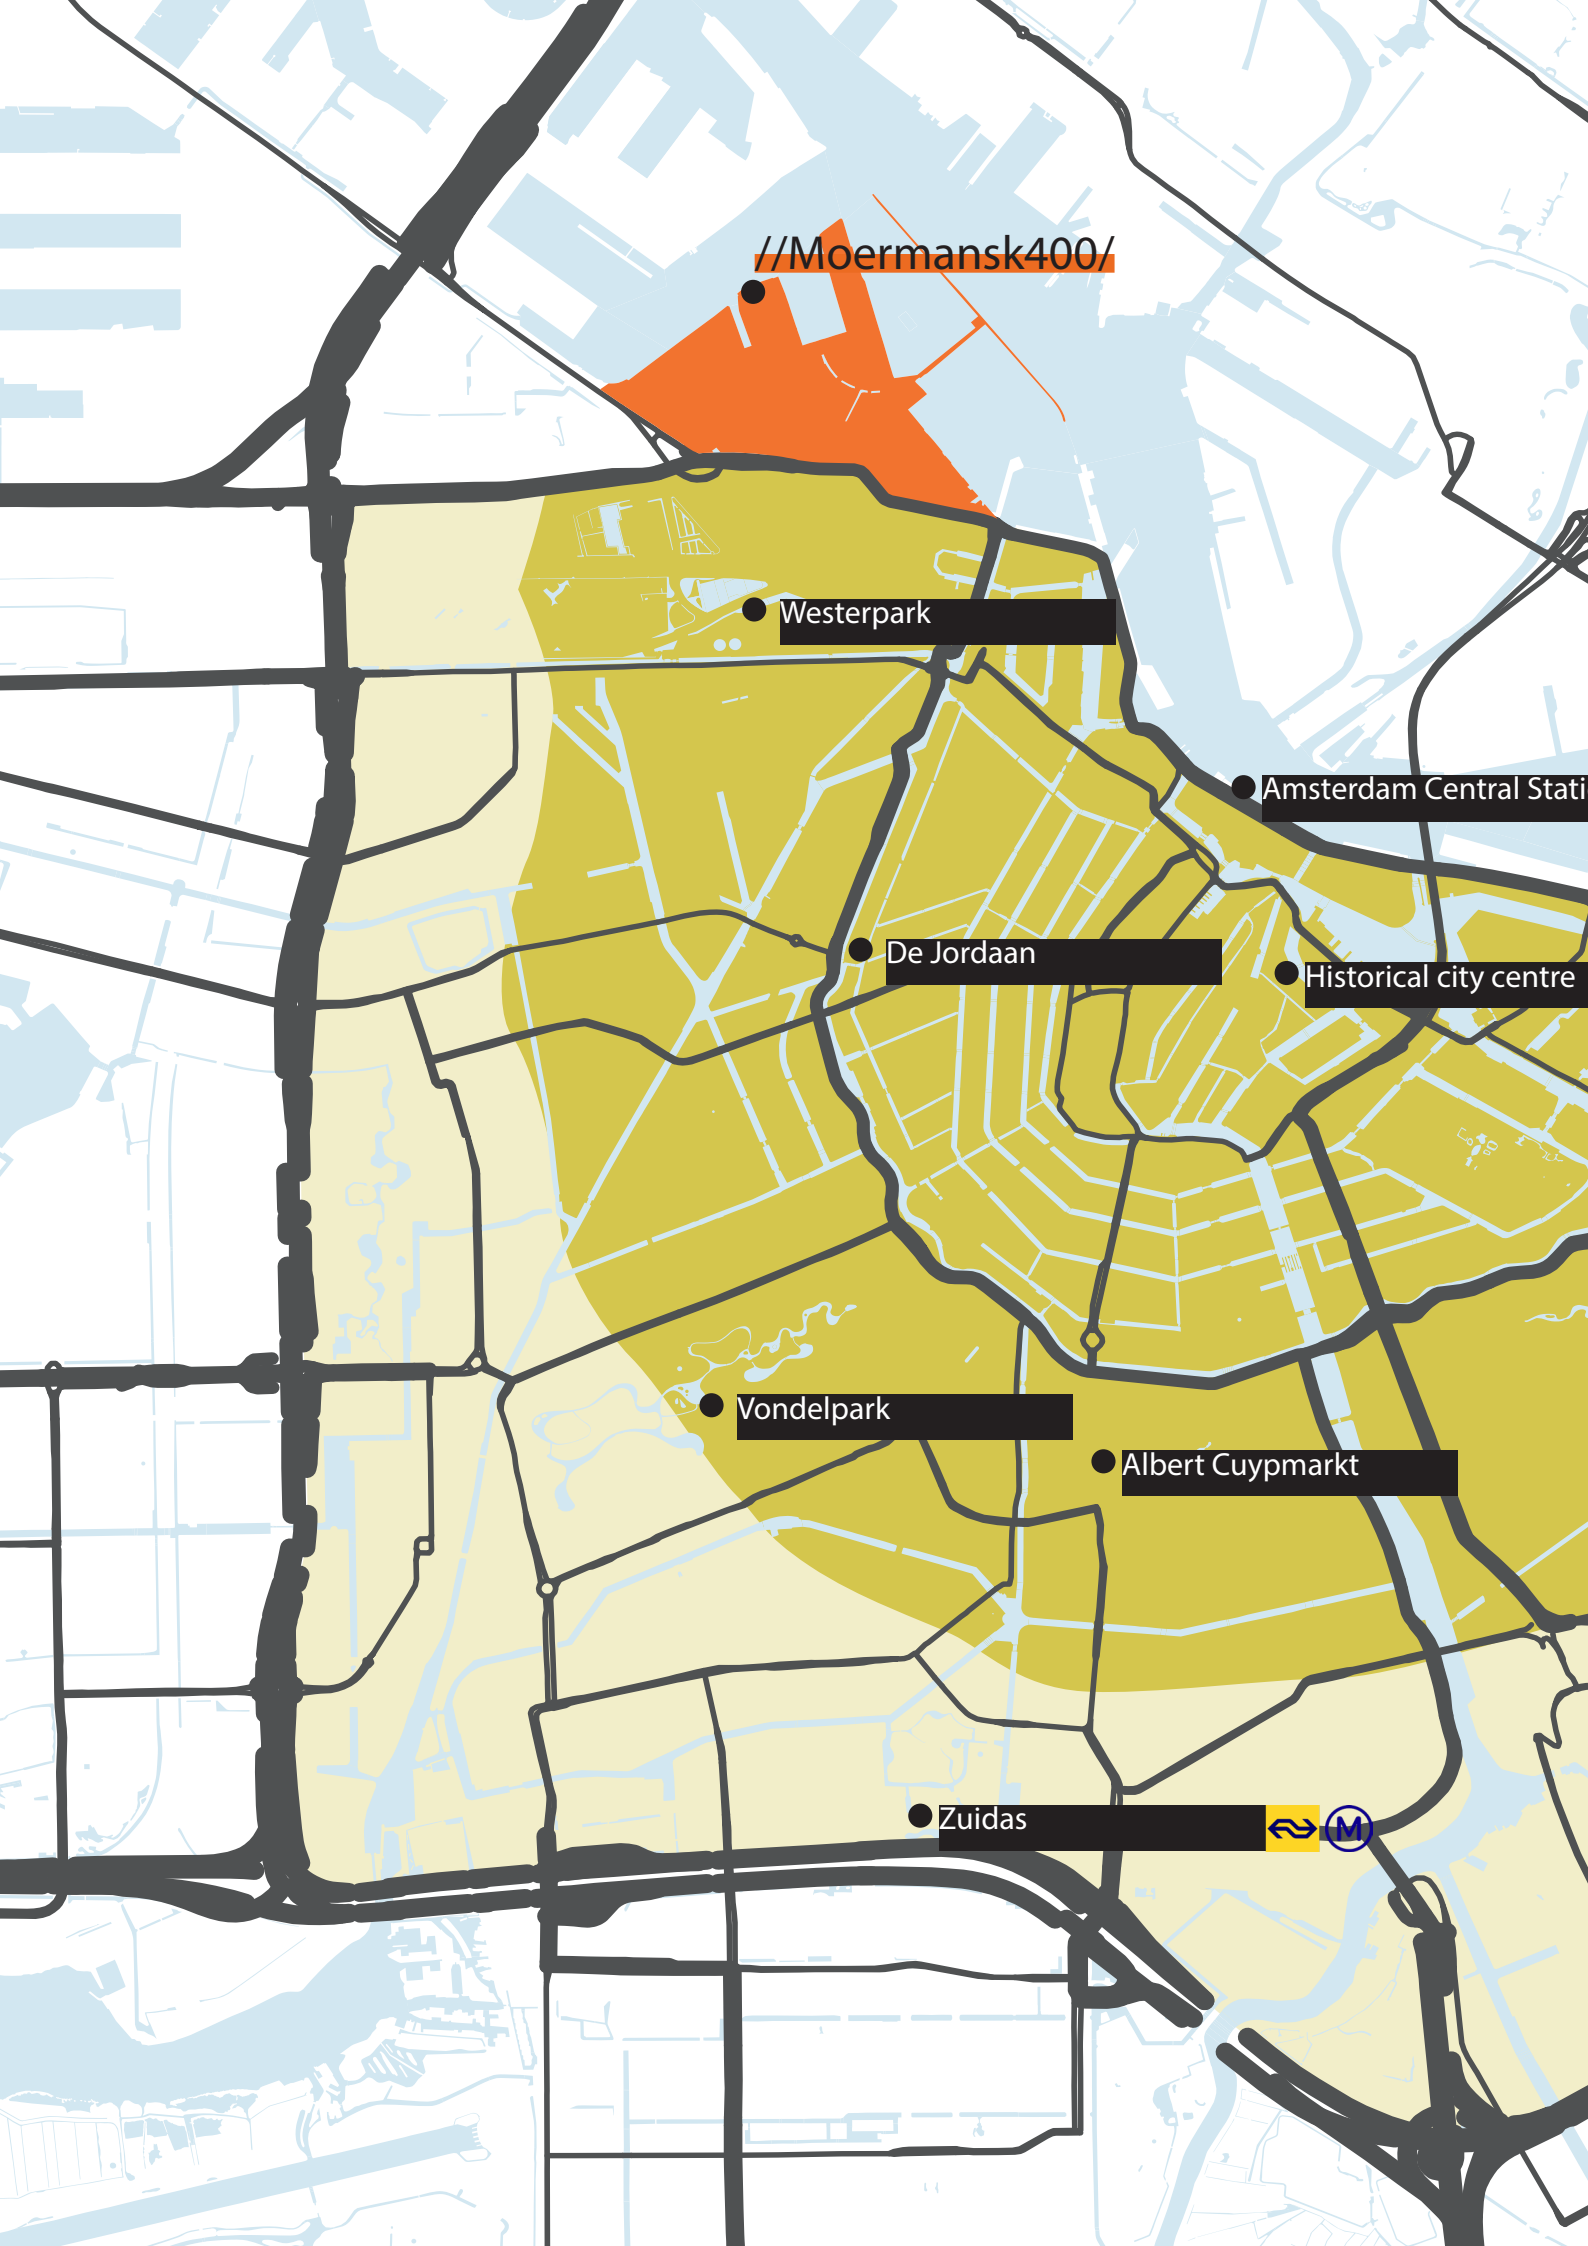 //Moermansk400/
Westerpark
Amsterdam Central Stati
De Jordaan
Historical city centre
Vondelpark
Albert Cuypmarkt
Zuidas
M